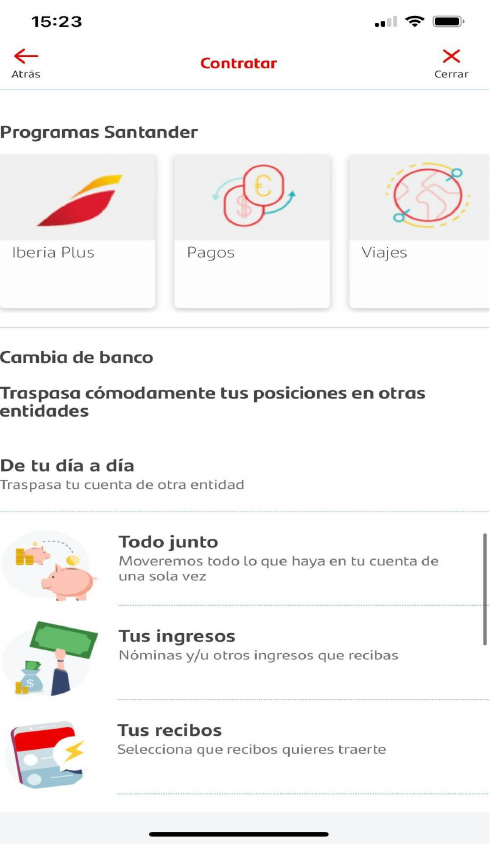 15:23
Atrás
Contratar
Cerrar
Programas Santander
Iberia Plus
Pagos
Viajes
Cambia de banco
Traspasa cómodamente tus posiciones en otras
entidades
De tu día a día
Traspasa tu cuenta de otra entidad
Todo junto
Moveremos todo lo que haya en tu cuenta de
una sola vez
Tus ingresos
Nóminas y/u otros ingresos que recibas
Tus recibos
Selecciona que recibos quieres traerte